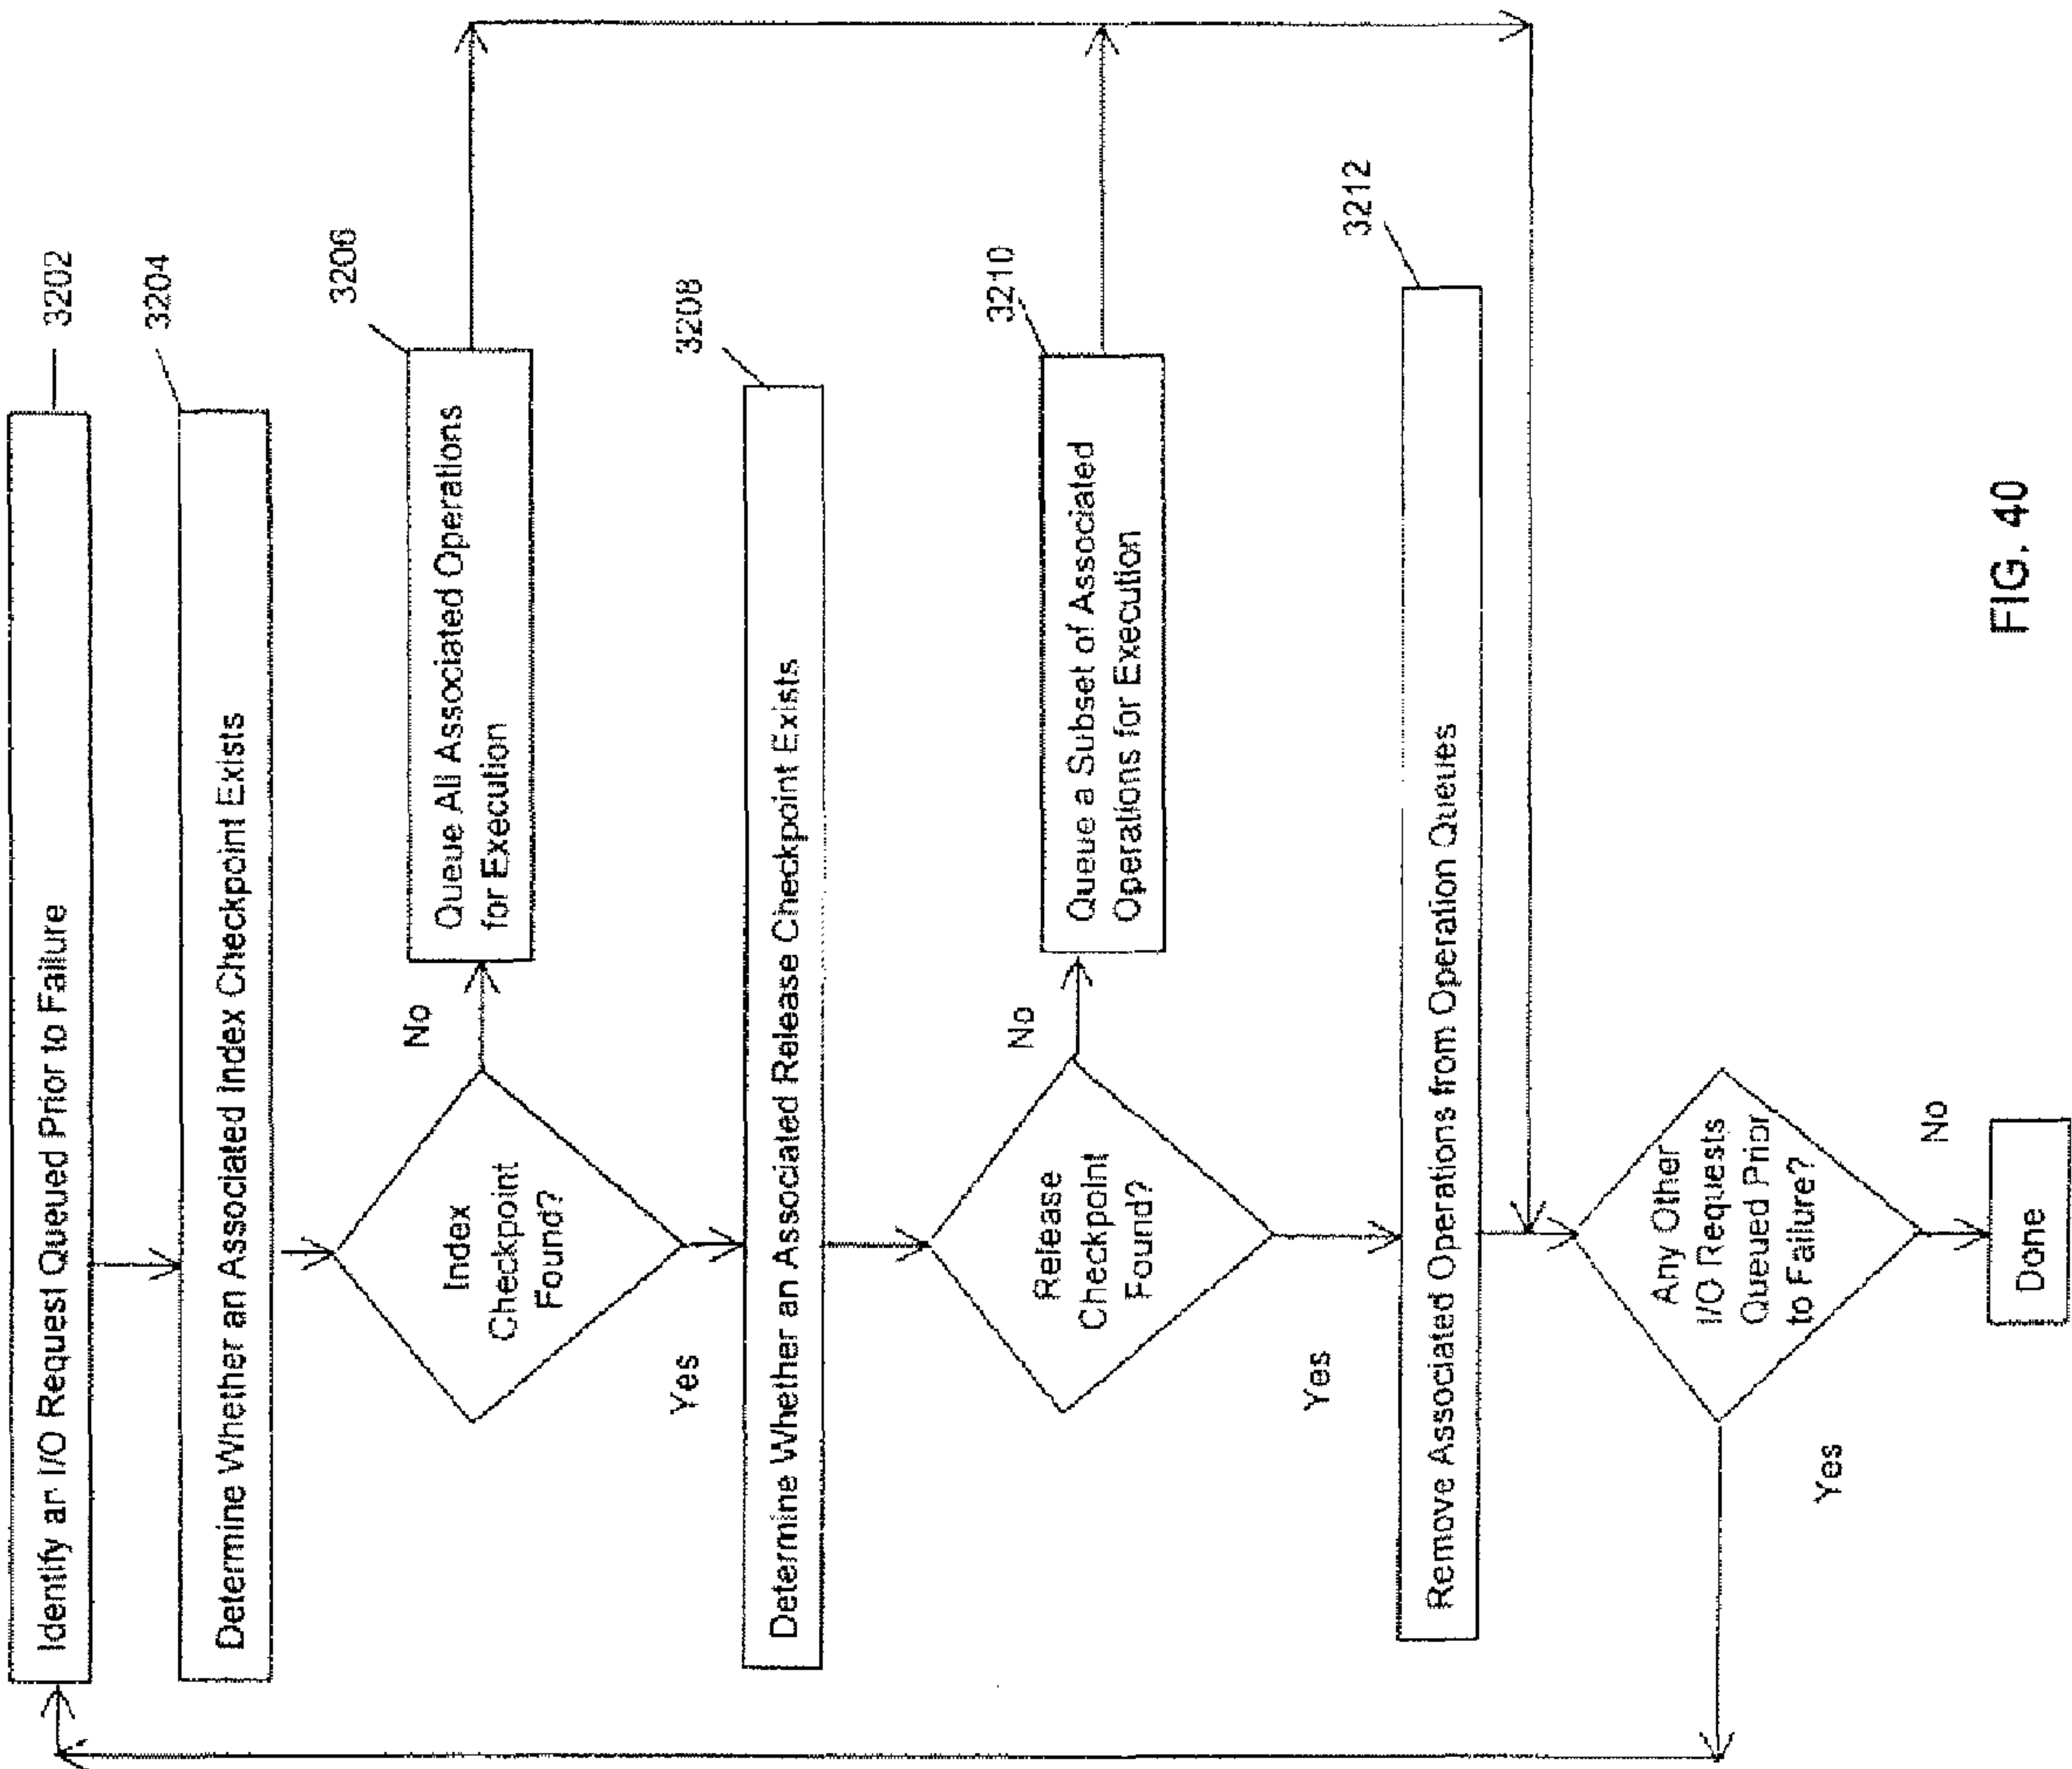 Identify an I/O Request Queued Prior to Failure
3202
Determine Whether an Associated Index Checkpoint Exists
3204
Index
Checkpoint
Found?
No
Queue All Associated Operations
for Execution
3206
Yes
Determine Whether an Associated Release Checkpoint Exists
3208
Release
Checkpoint
Found?
No
Queue a Subset of Associated
Operations for Execution
3210
Yes
Remove Associated Operations from Operation Queues
3212
Any Other
I/O Requests
Queued Prior
to Failure?
Yes
No
Done
FIG. 40